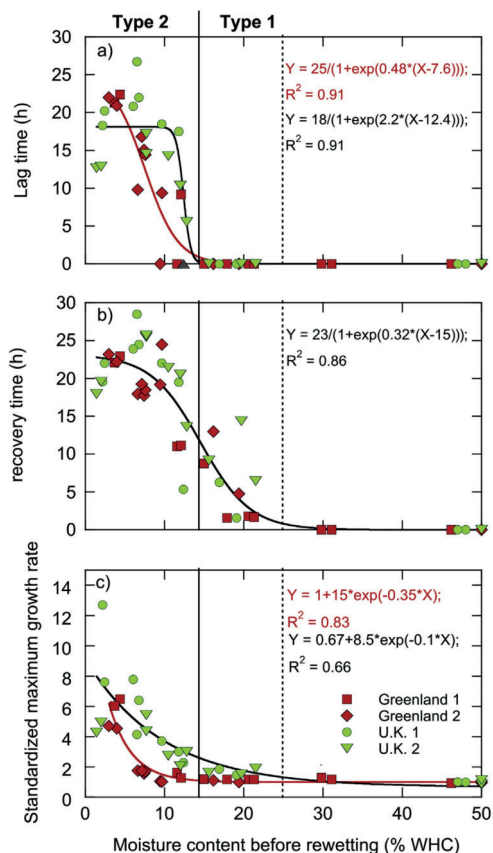 Type 2
Type 1
a)
Y = 25/(1+exp(0.48*(X-7.6)));
R2 = 0.91
Y = 18/(1+exp(2.2*(X-12.4)));
R2 = 0.91
Lag time (h)
30
25
20
15
10
5
0
b)
Y = 23/(1+exp(0.32*(X-15)));
R2 = 0.86
recovery time (h)
30
25
20
15
10
5
0
c)
Y = 1+15*exp(-0.35*X);
R2 = 0.83
Y = 0.67+8.5*exp(-0.1*X);
R2 = 0.66
Greenland 1
Greenland 2
U.K. 1
U.K. 2
Standardized maximum growth rate
14
12
10
8
6
4
2
0
0 10 20 30 40 50
Moisture content before rewetting (% WHC)